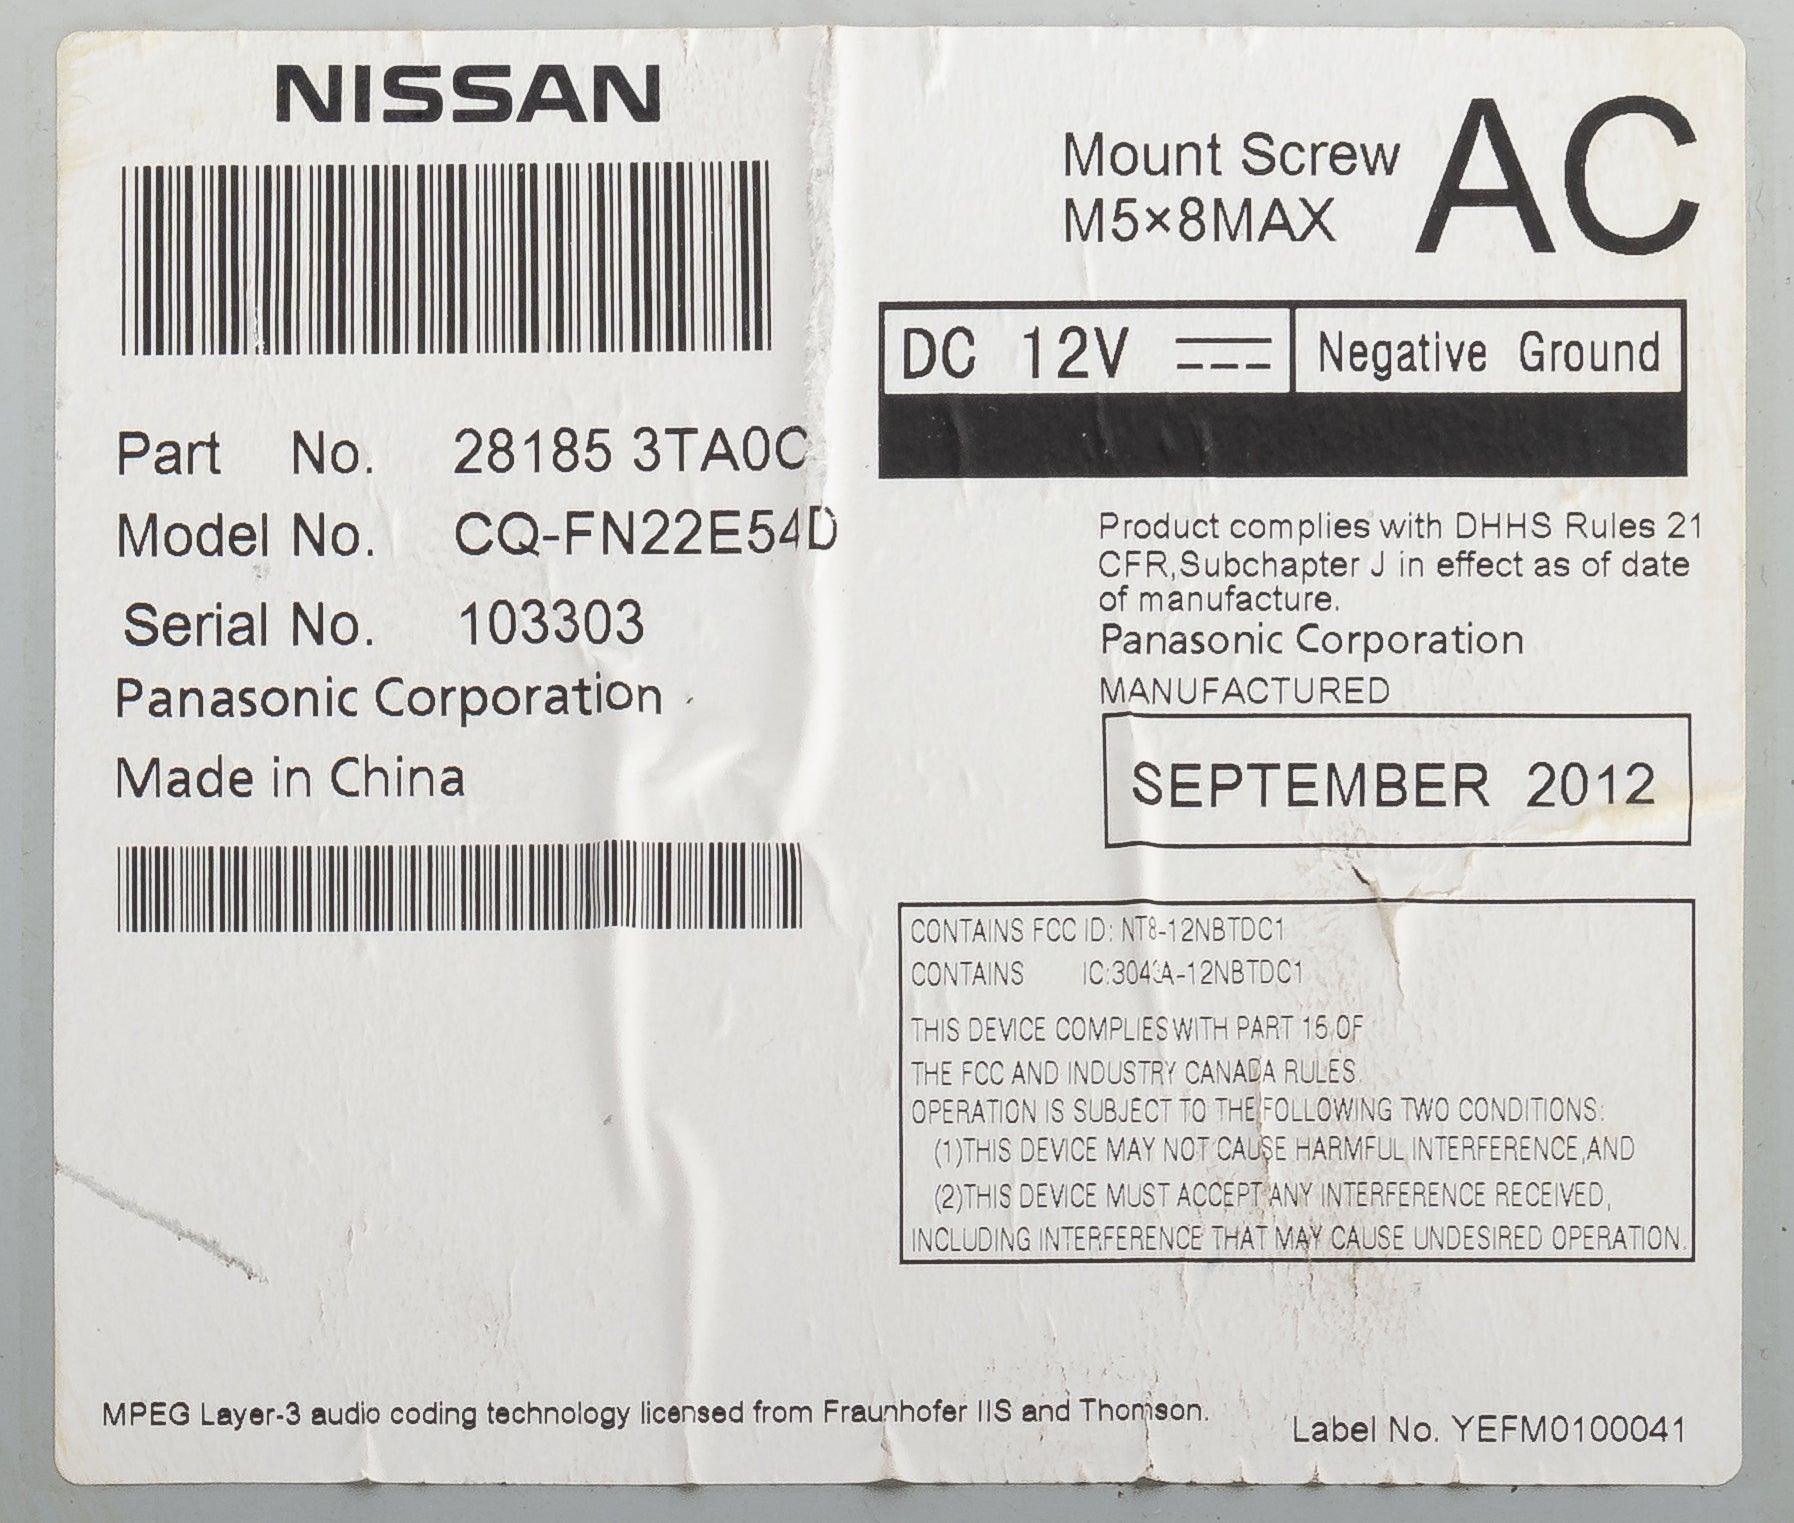 NISSAN
Mount Screw
M5×8MAX
AC
DC 12V
Negative Ground
Part No. 28185 3TA0C
Model No. CQ-FN22E54D
Serial No. 103303
Panasonic Corporation
Made in China
Product complies with DHHS Rules 21
CFR,Subchapter J in effect as of date
of manufacture.
Panasonic Corporation
MANUFACTURED
SEPTEMBER 2012
CONTAINS FCC ID: NT8-12NBTDC1
CONTAINS
THIS DEVICE COMPLIES WITH PART 15 OF
THE FCC AND INDUSTRY CANADA RULES.
OPERATION IS SUBJECT TO THE FOLLOWING TWO CONDITIONS:
(1)THIS DEVICE MAY NOT CAUSE HARMFUL INTERFERENCE,AND
(2)THIS DEVICE MUST ACCEPT ANY INTERFERENCE RECEIVED,
INCLUDING INTERFERENCE THAT MAY CAUSE UNDESIRED OPERATION.
MPEG Layer-3 audio coding technology licensed from Fraunhofer IIS and Thomson.
Label No. YEFM0100041